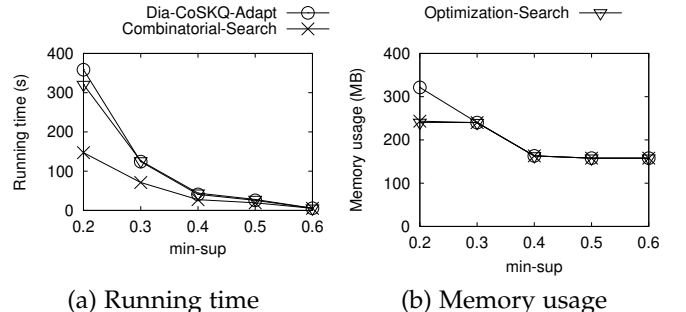 Dia-CoSKQ-Adapt
Combinatorial-Search
Optimization-Search
Running time (s)
400
300
200
100
0
0.2 0.3 0.4 0.5 0.6
min-sup
Memory usage (MB)
400
300
200
100
0
0.2 0.3 0.4 0.5 0.6
min-sup
(a) Running time
(b) Memory usage